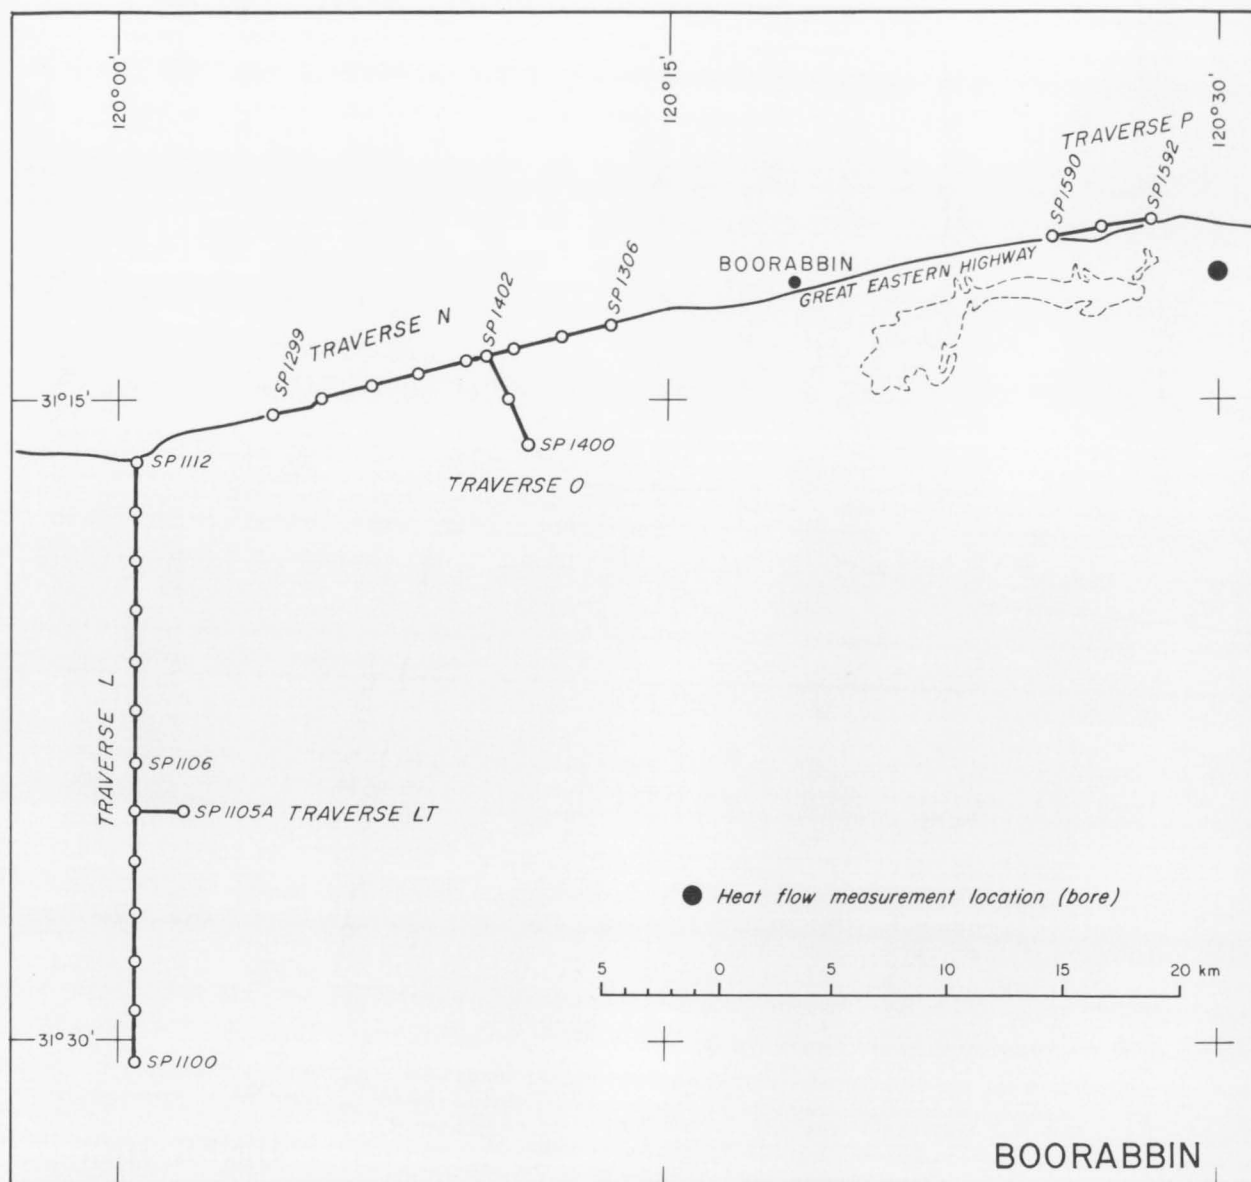 120°00'
120°15'
120°30'
TRAVERSE P
SP1590
SP1592
BOORABBIN
GREAT EASTERN HIGHWAY
SP1306
SP1402
TRAVERSE N
SP1299
31°15'
SP1400
SP1112
TRAVERSE O
TRAVERSE L
SP1106
SP1105A TRAVERSE LT
Heat flow measurement location (bore)
5 0 5 10 15 20 km
31°30'
SP1100
BOORABBIN